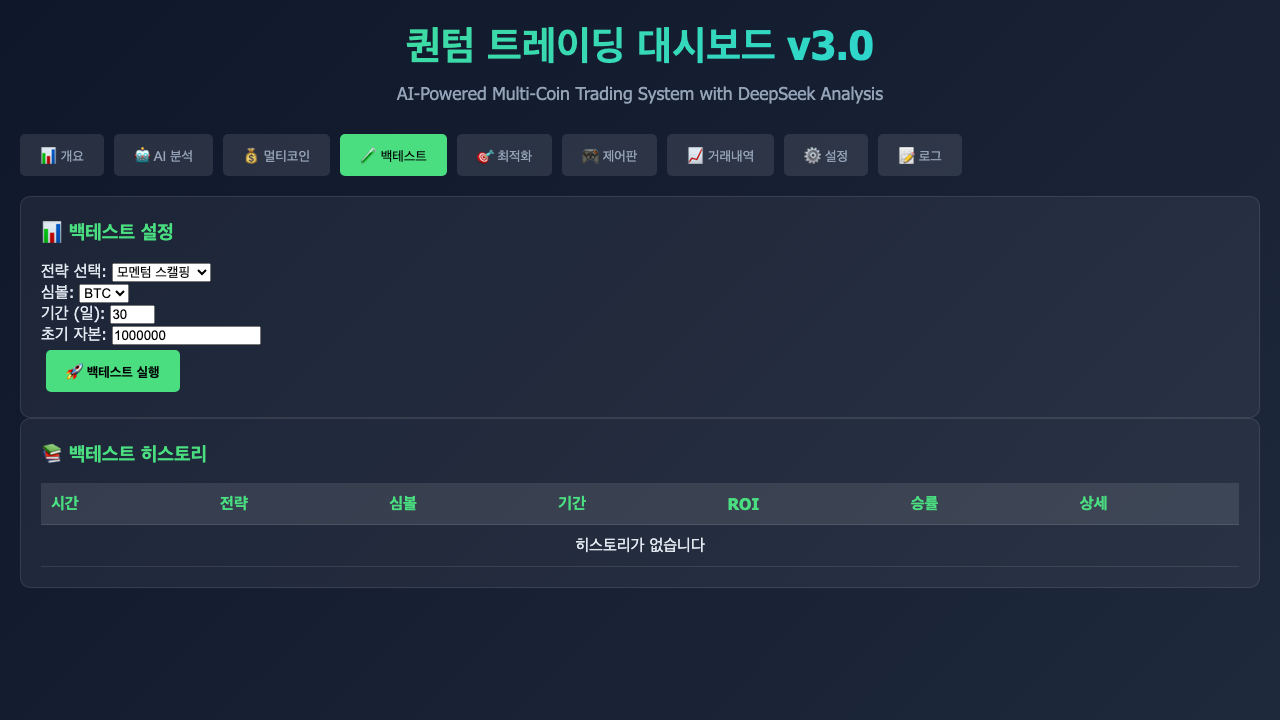 퀀텀 트레이딩 대시보드 v3.0
AI-Powered Multi-Coin Trading System with DeepSeek Analysis
📊 개요 🤖 AI 분석 💰 멀티코인 🧪 백테스트 🎯 최적화 🎮 제어판 📈 거래내역 ⚙️ 설정 📝 로그
📊 백테스트 설정
전략 선택: 모멘텀 스캘핑
심볼: BTC
기간 (일): 30
초기 자본: 1000000
🚀 백테스트 실행
📚 백테스트 히스토리
시간 전략 심볼 기간 ROI 승률 상세
히스토리가 없습니다